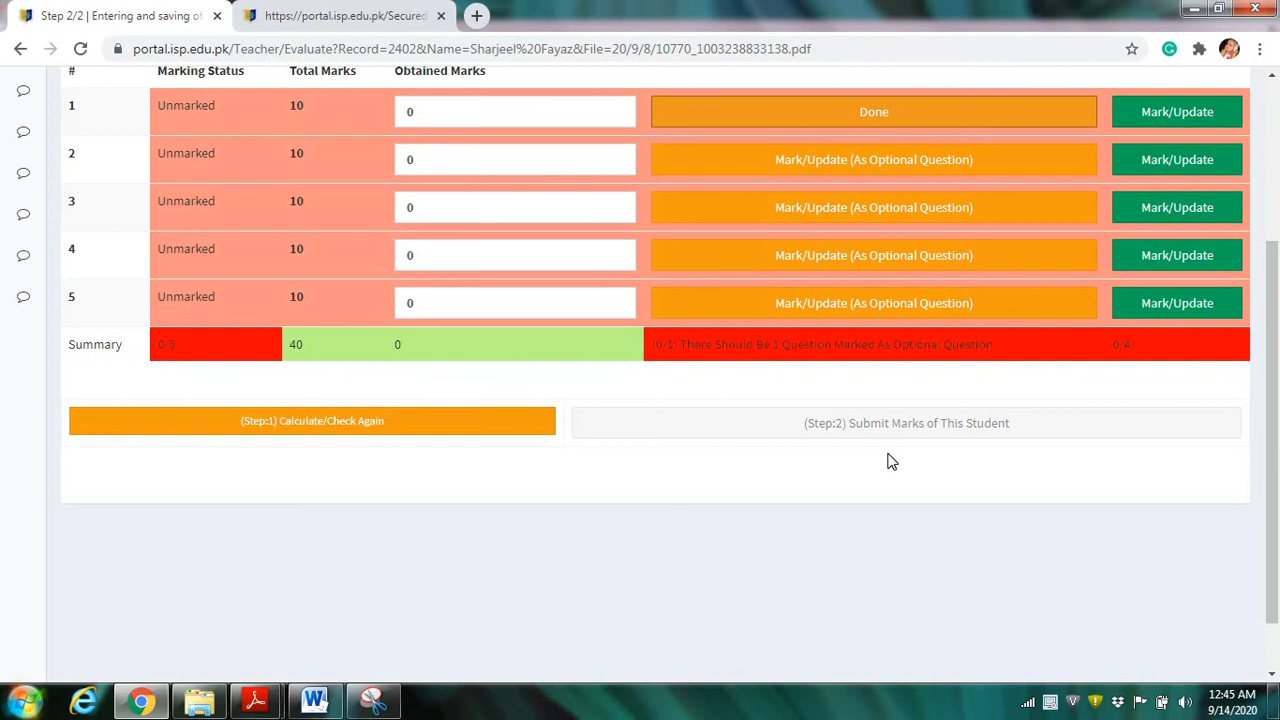 Step 2/2 | Entering and saving of
https://portal.isp.edu.pk/Secured
portal.isp.edu.pk/Teacher/Evaluate?Record=2402&Name=Sharjeel%20Fayaz&File=20/9/8/10770_1003238833138.pdf
# Marking Status Total Marks Obtained Marks
1 Unmarked 10 0 Done Mark/Update
2 Unmarked 10 0 Mark/Update (As Optional Question) Mark/Update
3 Unmarked 10 0 Mark/Update (As Optional Question) Mark/Update
4 Unmarked 10 0 Mark/Update (As Optional Question) Mark/Update
5 Unmarked 10 0 Mark/Update (As Optional Question) Mark/Update
Summary 0/5 40 0 (0/1) There Should Be 1 Question Marked As Optional Question 0/4
(Step:1) Calculate/Check Again (Step:2) Submit Marks of This Student
12:45 AM
9/14/2020